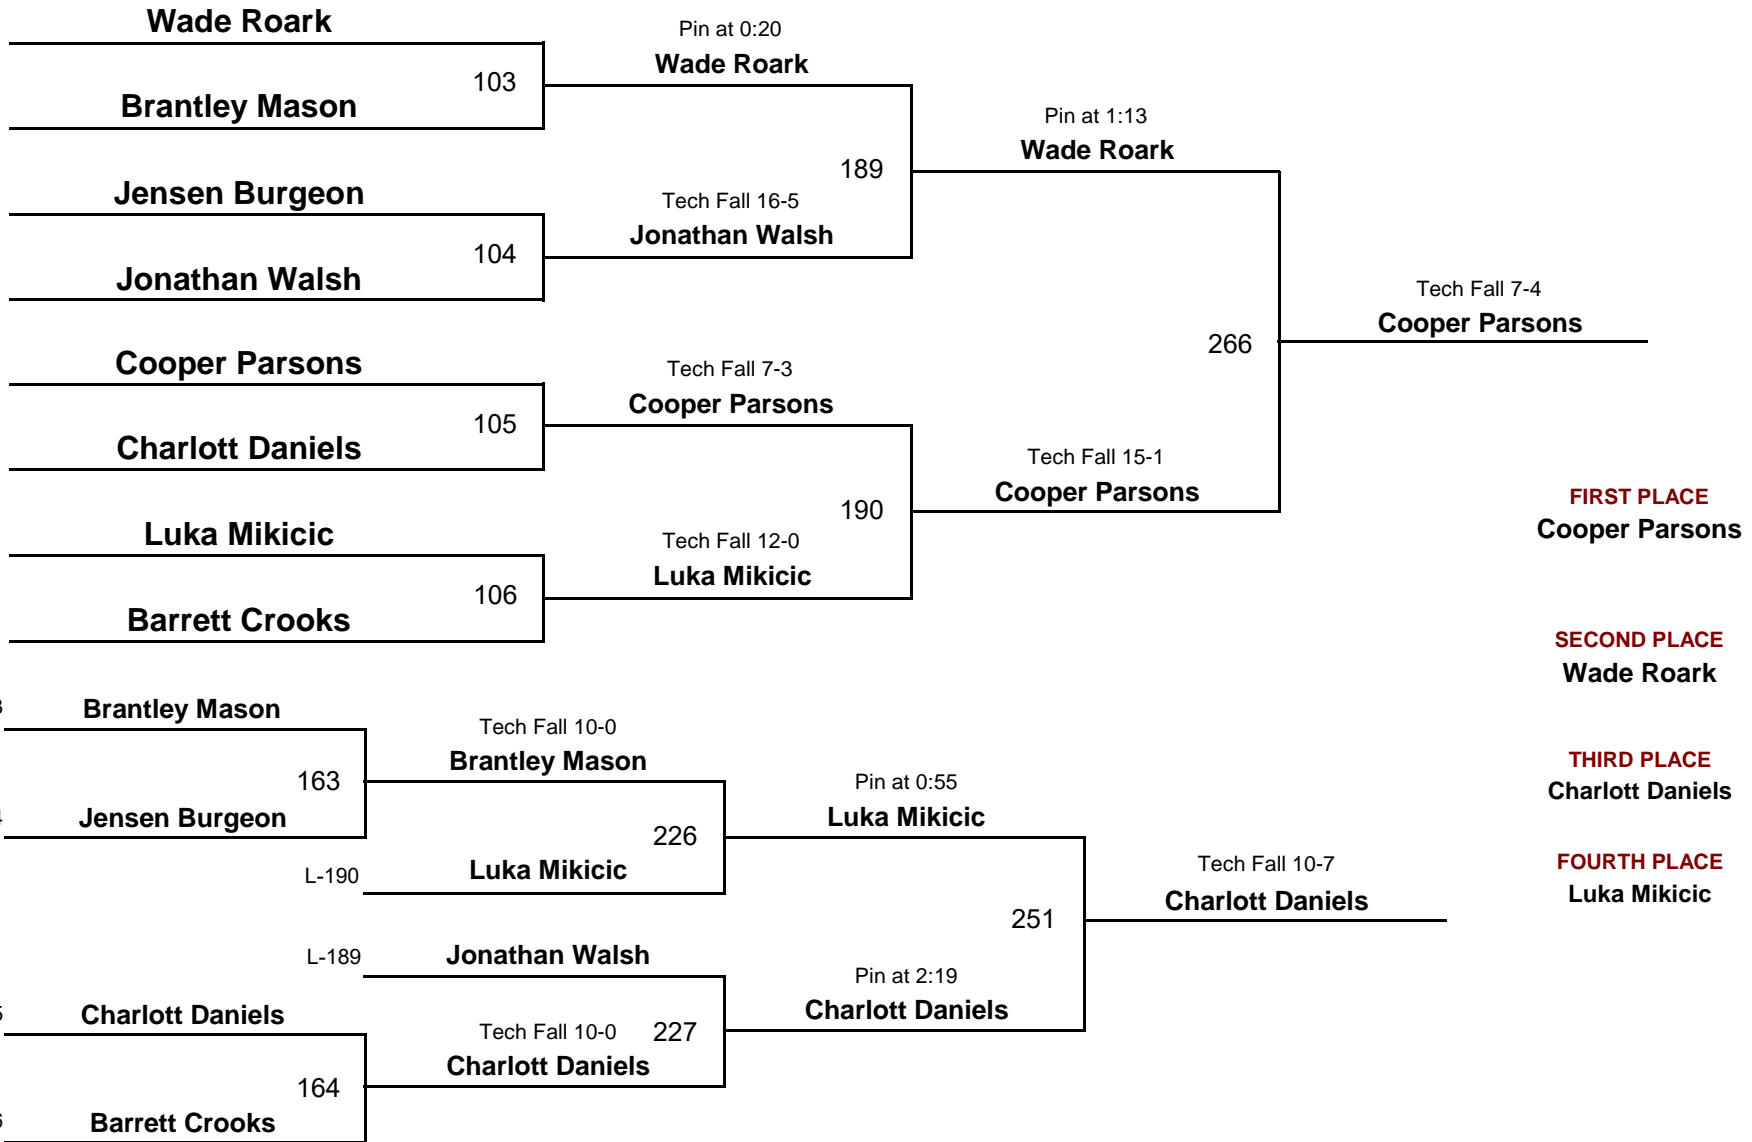 Wade Roark
Pin at 0:20
Wade Roark
103
Brantley Mason
Pin at 1:13
Wade Roark
189
Jensen Burgeon
Tech Fall 16-5
Jonathan Walsh
104
Jonathan Walsh
Tech Fall 7-4
Cooper Parsons
266
Cooper Parsons
Tech Fall 7-3
Cooper Parsons
105
Charlott Daniels
Tech Fall 15-1
Cooper Parsons
190
Luka Mikicic
Tech Fall 12-0
Luka Mikicic
106
Barrett Crooks
FIRST PLACE
Cooper Parsons
SECOND PLACE
Wade Roark
THIRD PLACE
Charlott Daniels
FOURTH PLACE
Luka Mikicic
Brantley Mason
Tech Fall 10-0
Brantley Mason
163
Jensen Burgeon
Pin at 0:55
Luka Mikicic
226
L-190
Luka Mikicic
Tech Fall 10-7
Charlott Daniels
251
L-189
Jonathan Walsh
Pin at 2:19
Charlott Daniels
Charlott Daniels
Tech Fall 10-0
227
Charlott Daniels
164
Barrett Crooks